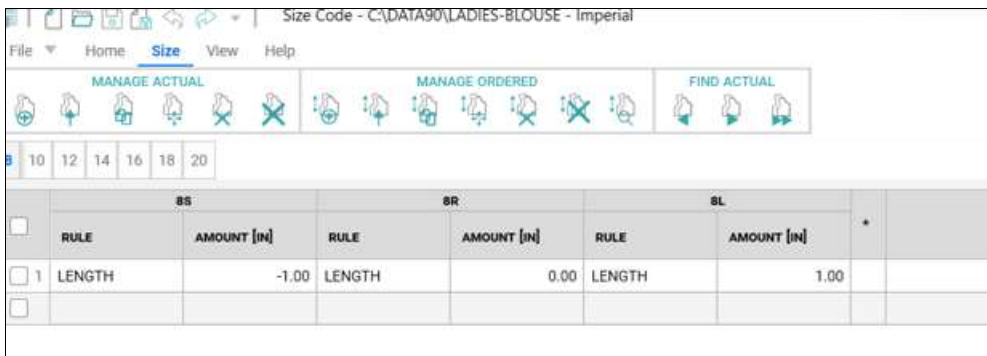 Size Code - C:\DATA90\LADIES-BLOUSE - Imperial
File Home Size View Help
MANAGE ACTUAL MANAGE ORDERED FIND ACTUAL
8 10 12 14 16 18 20
8S 8R 8L
RULE AMOUNT [IN] RULE AMOUNT [IN] RULE AMOUNT [IN] *
1 LENGTH -1.00 LENGTH 0.00 LENGTH 1.00